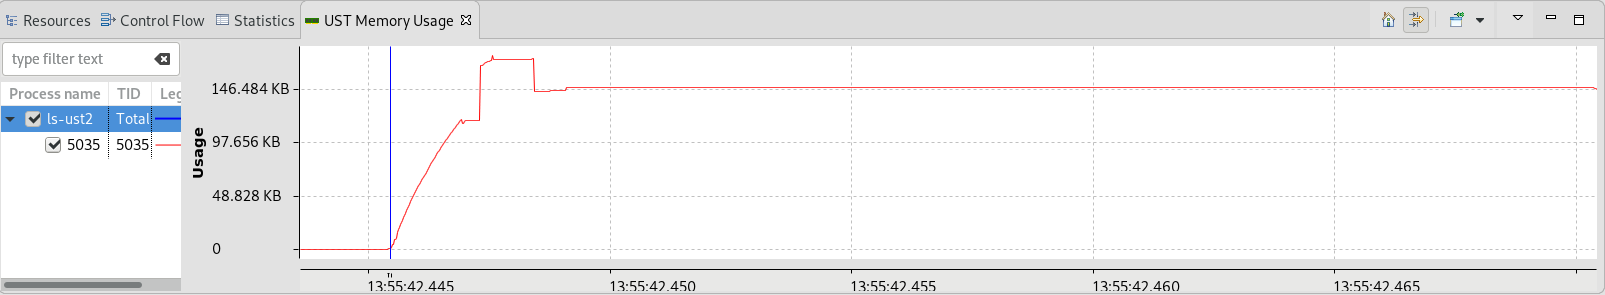 Resources Control Flow Statistics UST Memory Usage
type filter text
Process name TID Leg
ls-ust2 Total
5035 5035
Usage
146.484 KB
97.656 KB
48.828 KB
0
13:55:42.445 13:55:42.450 13:55:42.455 13:55:42.460 13:55:42.465